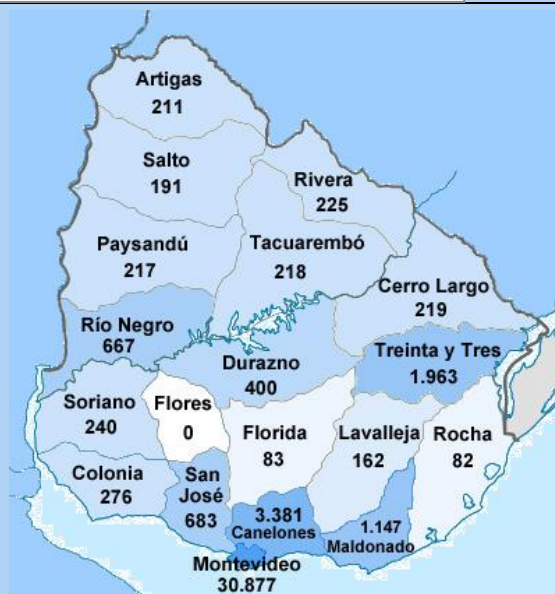 Artigas
211
Salto
191
Rivera
225
Paysandú
217
Tacuarembó
218
Cerro Largo
219
Río Negro
667
Durazno
400
Treinta y Tres
1.963
Soriano
240
Flores
0
Florida
83
Lavalleja
162
Rocha
82
Colonia
276
San
José
683
3.381
Canelones
1.147
Maldonado
Montevideo
30.877